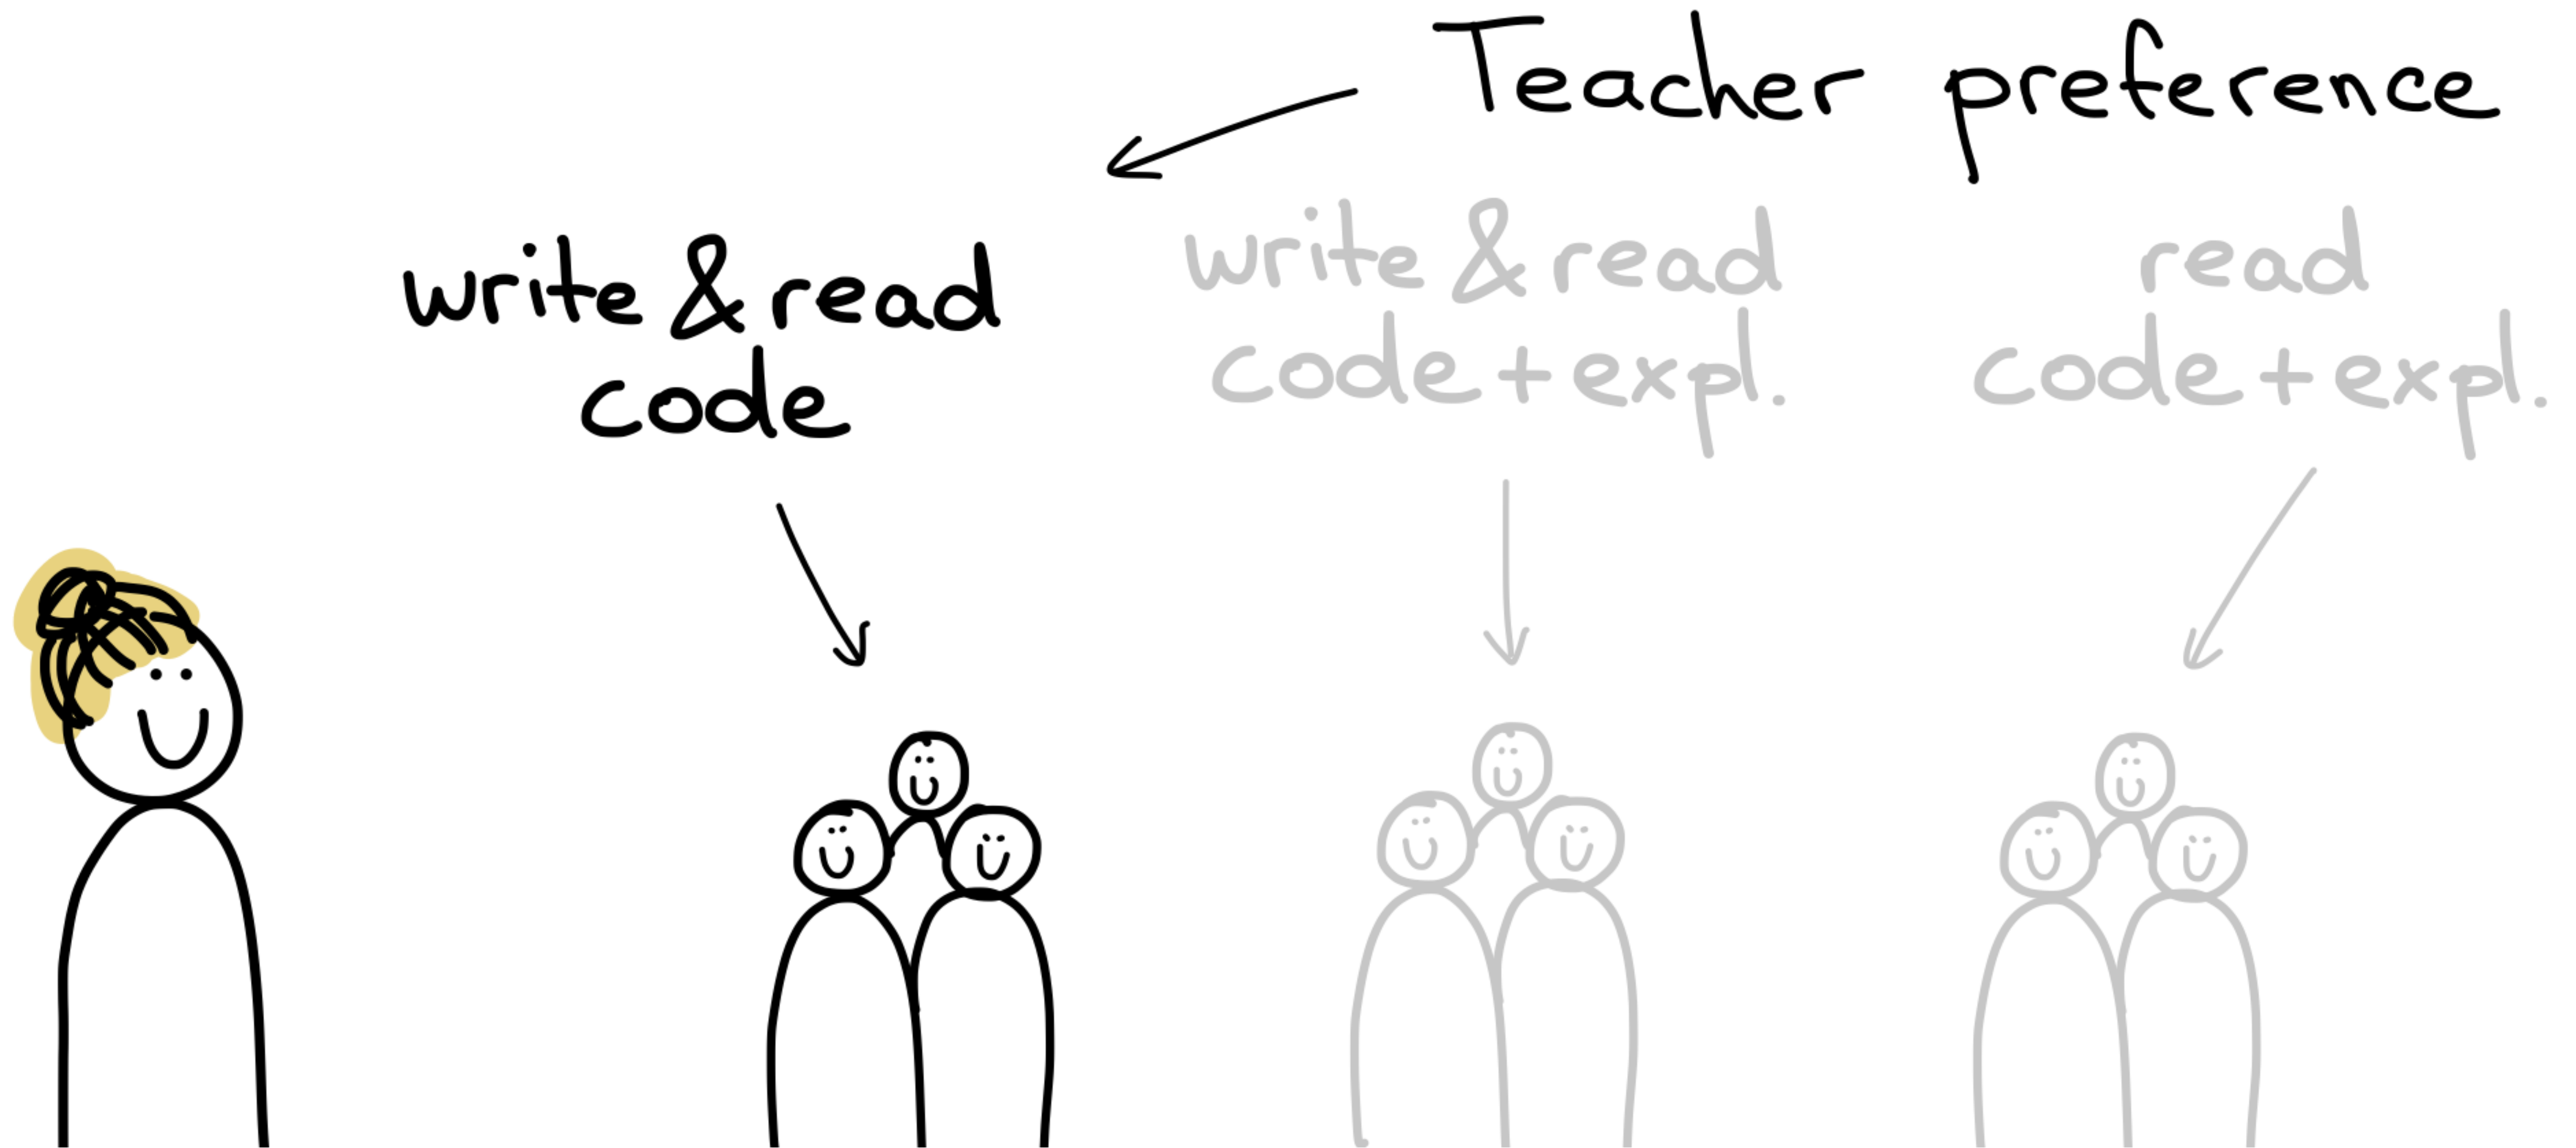 Teacher preference
write & read
code
write & read
code + expl.
read
code + expl.